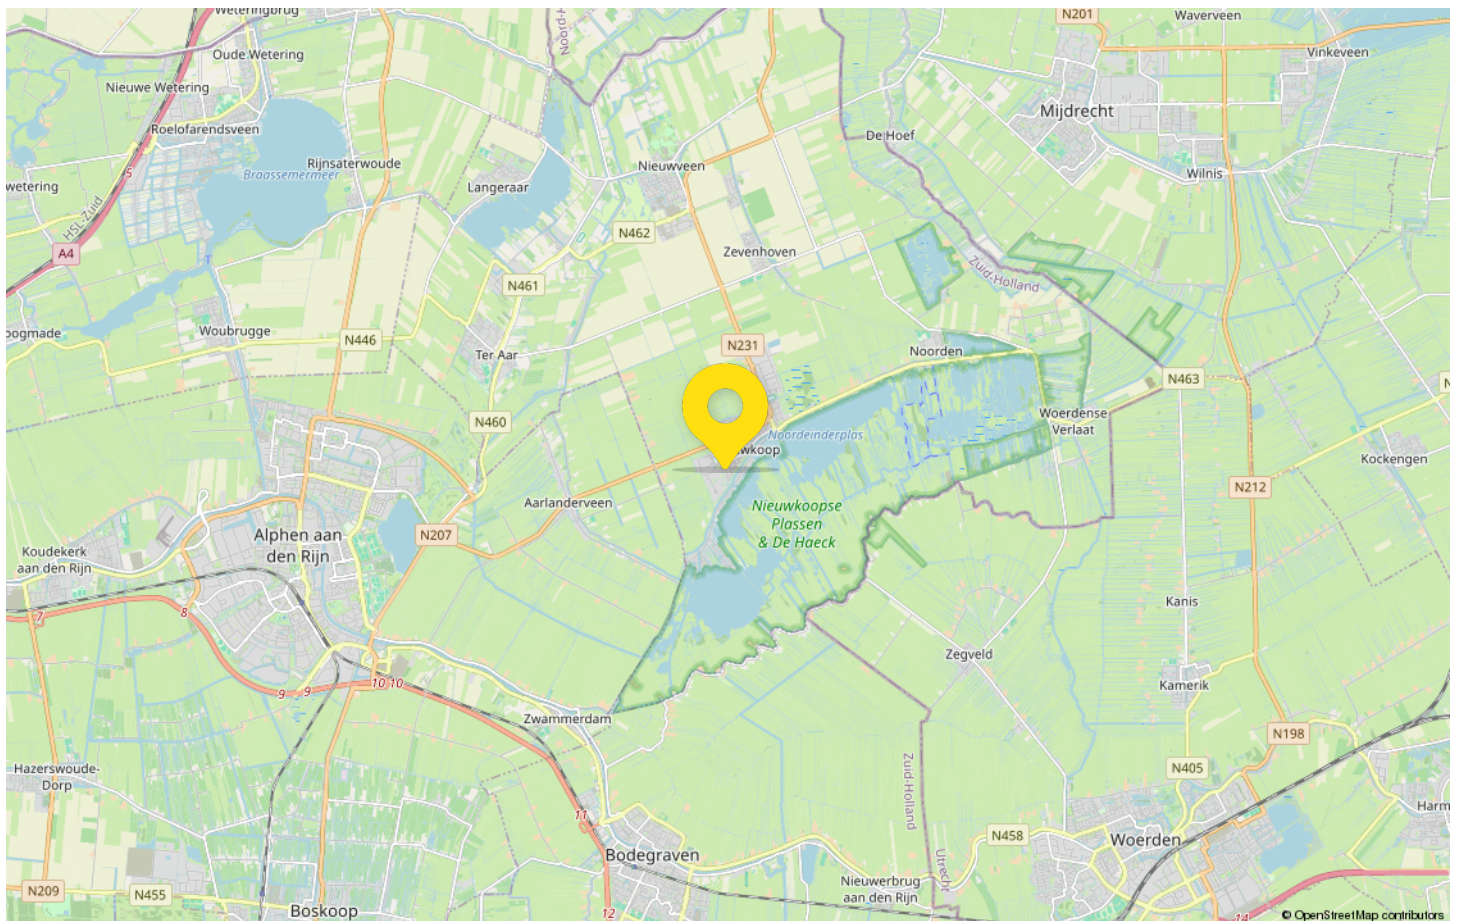 Weteringbrug
N201
Waverveen
Oude Wetering
Noord-H
Vinkeveen
Nieuwe Wetering
Mijdrecht
Roelofarendsveen
De Hoef
5
Rijnsaterwoude
Nieuwveen
Braassemermeer
wetering
Langeraar
Wilnis
HSL-Zuid
N462
A4
Zevenhoven
Zuid-Holland
N461
oogmade
Woubrugge
N446
N231
Ter Aar
Noorden
N463
N460
Woerdense
Verlaat
Noordeinderplas
wkoop
Kockengen
N212
Aarlanderveen
Nieuwkoopse
Plassen
& De Haeck
N207
Alphen aan
den Rijn
Koudekerk
aan den Rijn
7
8
Kanis
Zegveld
Kamerik
9
9
10
10
Zwammerdam
N198
Hazerswoude-
Dorp
N405
Zuid-Holland
Harm
11
N458
Woerden
Bodegraven
Utrecht
Nieuwerbrug
aan den Rijn
N209
N455
Boskoop
12
14
© OpenStreetMap contributors